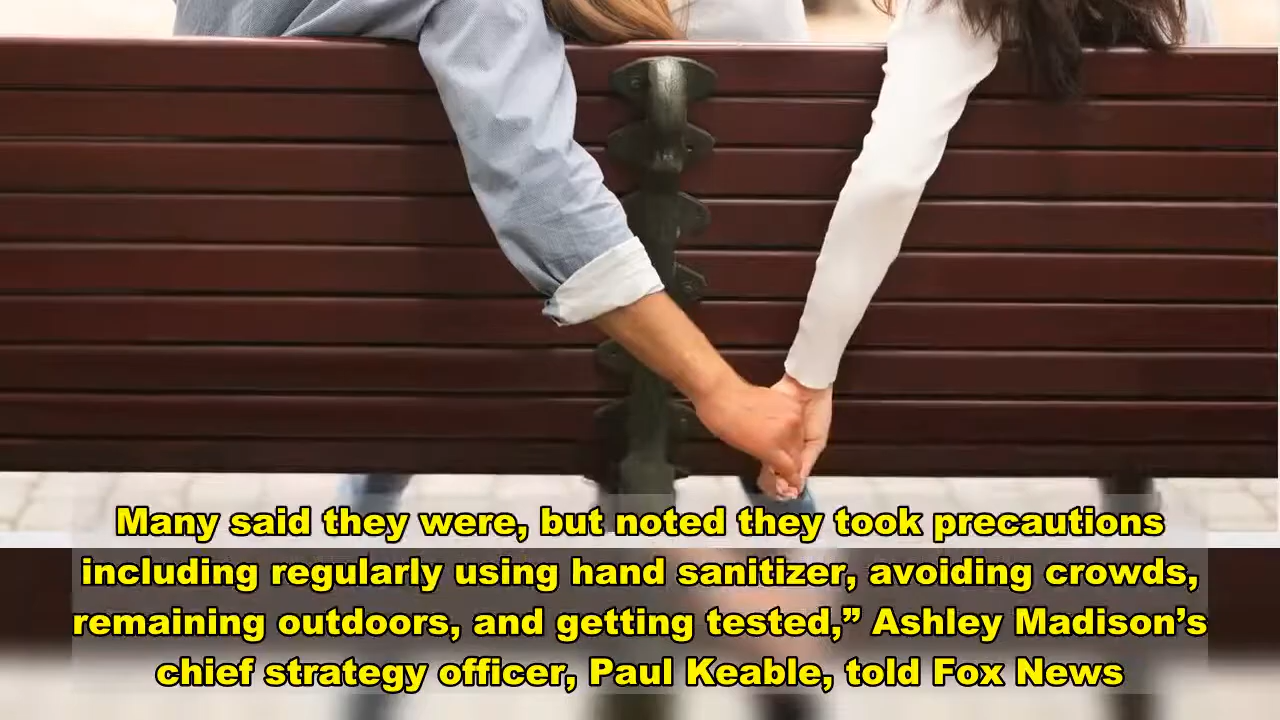 Many said they were, but noted they took precautions
including regularly using hand sanitizer, avoiding crowds,
remaining outdoors, and getting tested,” Ashley Madison’s
chief strategy officer, Paul Keable, told Fox News